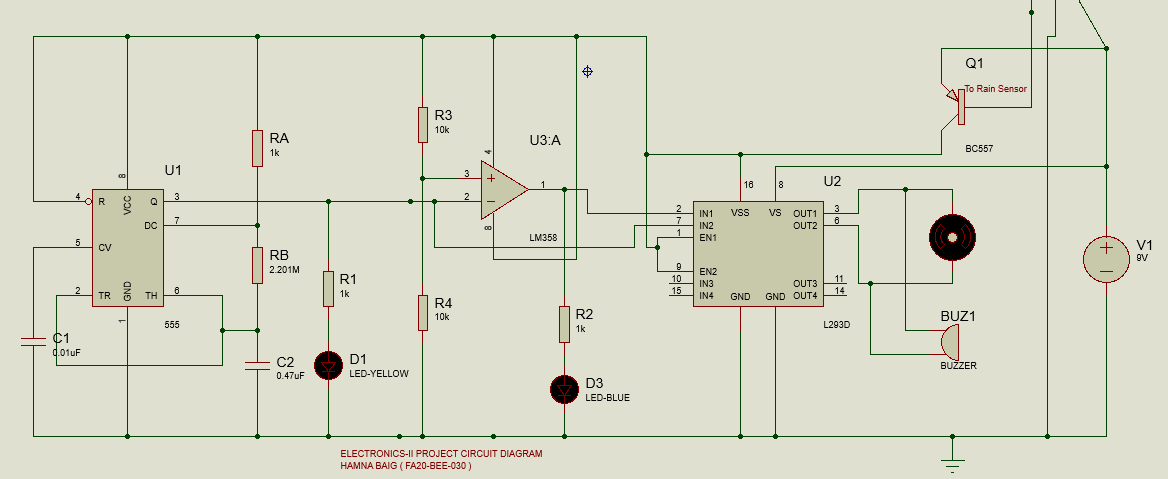 Q1
To Rain Sensor
BC557
R3
10k
RA
1k
U3:A
4
3
2
1
8
LM358
U1
8
4
R
VCC
Q
3
DC
7
5
CV
2
TR
GND
TH
6
1
555
RB
2.201M
C1
0.01uF
C2
0.47uF
R1
1k
D1
LED-YELLOW
R4
10k
R2
1k
D3
LED-BLUE
16
8
U2
2
IN1
VSS
VS
OUT1
3
7
IN2
OUT2
6
1
EN1
9
EN2
10
IN3
OUT3
11
15
IN4
GND
GND
OUT4
14
L293D
V1
9V
BUZ1
BUZZER
ELECTRONICS-II PROJECT CIRCUIT DIAGRAM
HAMNA BAIG ( FA20-BEE-030 )